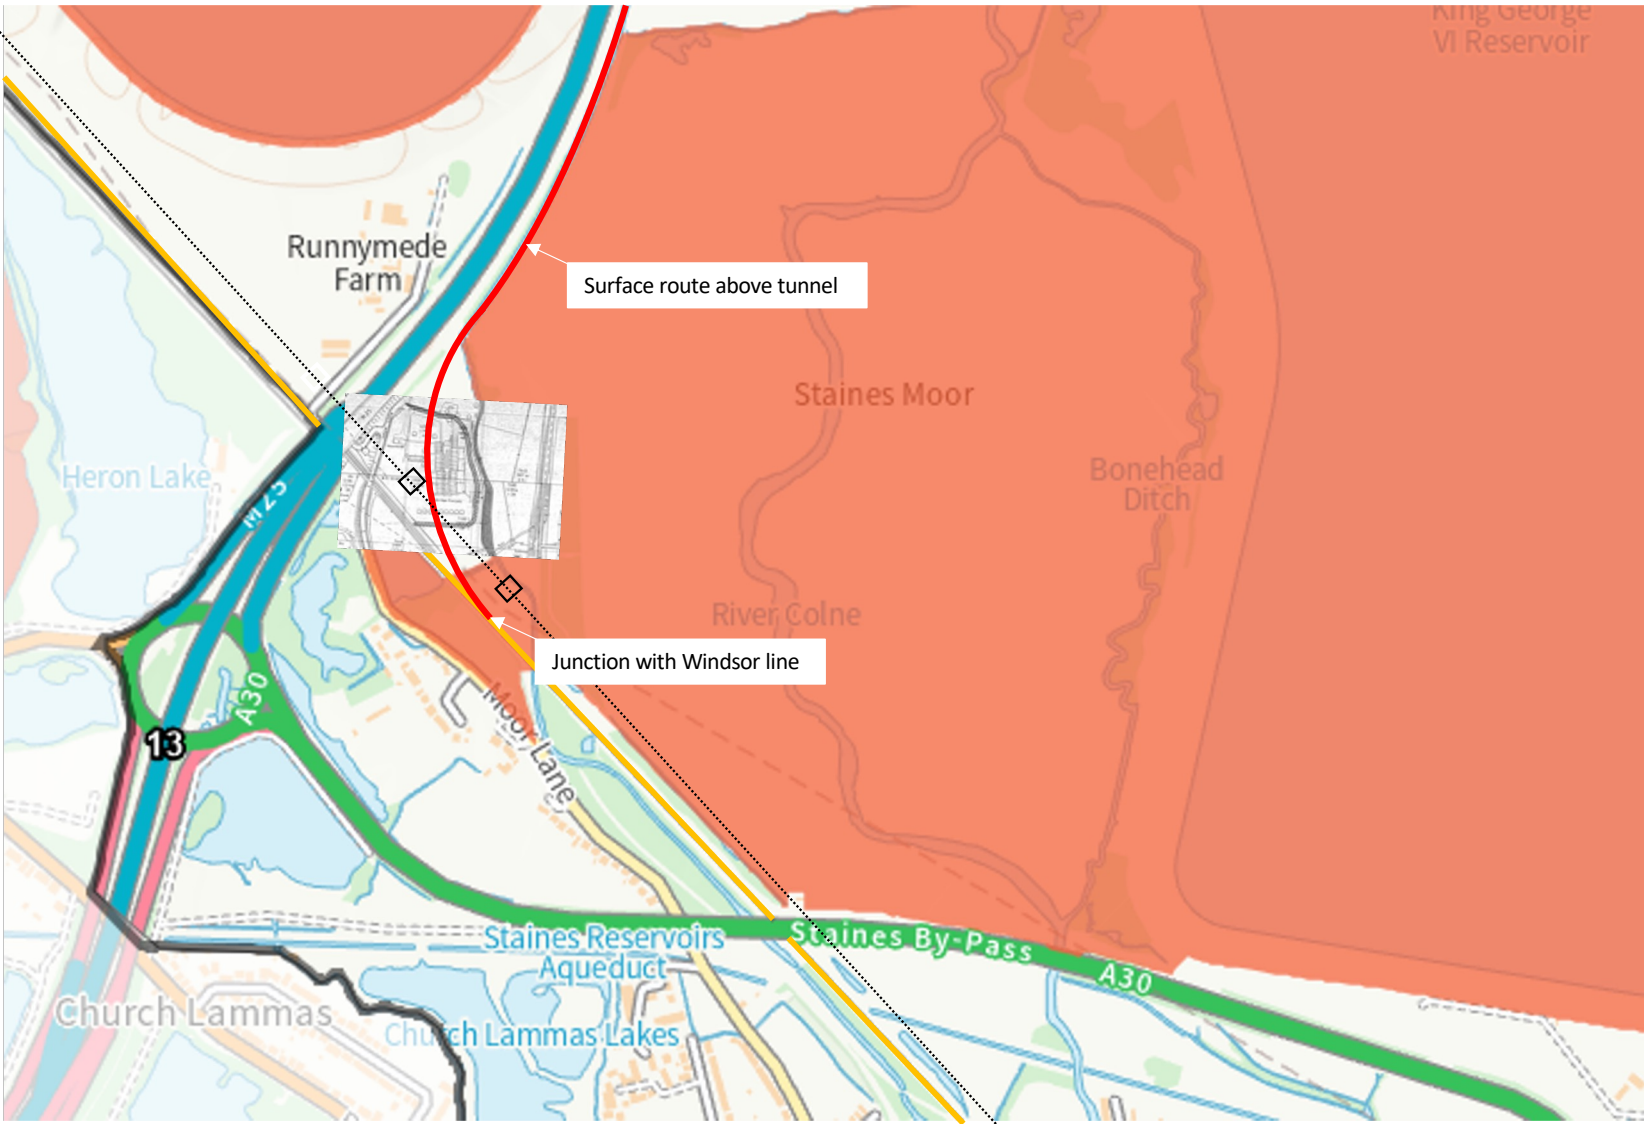 King George
VI Reservoir
Runnymede
Farm
Surface route above tunnel
Staines Moor
Heron Lake
M25
Bonehead
Ditch
River Colne
Junction with Windsor line
A30
Moor Lane
13
Staines Reservoirs
Aqueduct
Staines By-Pass
A30
Church Lammas
Church Lammas Lakes